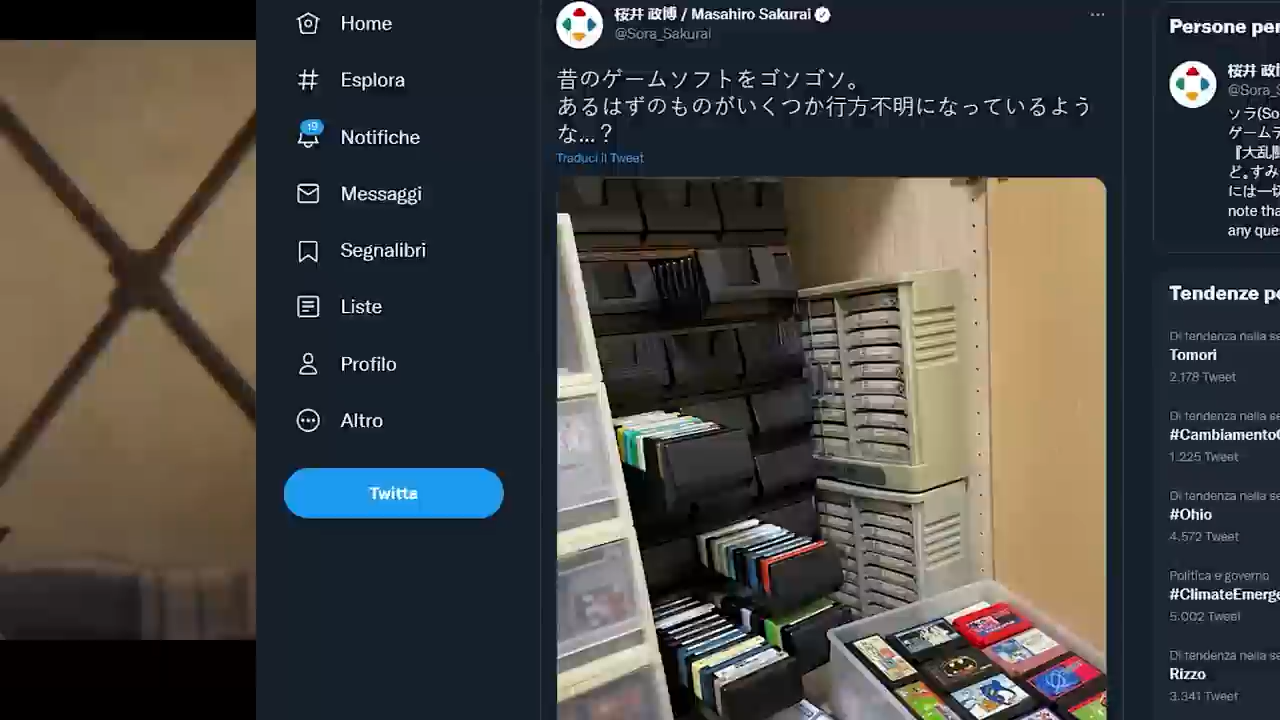 Home
Esplora
19
Notifiche
Messaggi
Segnalibri
Liste
Profilo
Altro
Twitta
桜井 政博 / Masahiro Sakurai
@Sora_Sakurai
昔のゲームソフトをゴソゴソ。
あるはずのものがいくつか行方不明になっているよう
な...？
Traduci il Tweet
Persone per
桜井 政博
@Sora_S
ソラ(So
ゲームデ
『大乱闘
ど。すみ
には一切
note tha
any ques
Tendenze pe
Di tendenza nella se
Tomori
2.178 Tweet
Di tendenza nella se
#CambiamentoC
1.225 Tweet
Di tendenza nella se
#Ohio
4.572 Tweet
Politica e governo
#ClimateEmerge
5.002 Tweet
Di tendenza nella se
Rizzo
3.341 Tweet